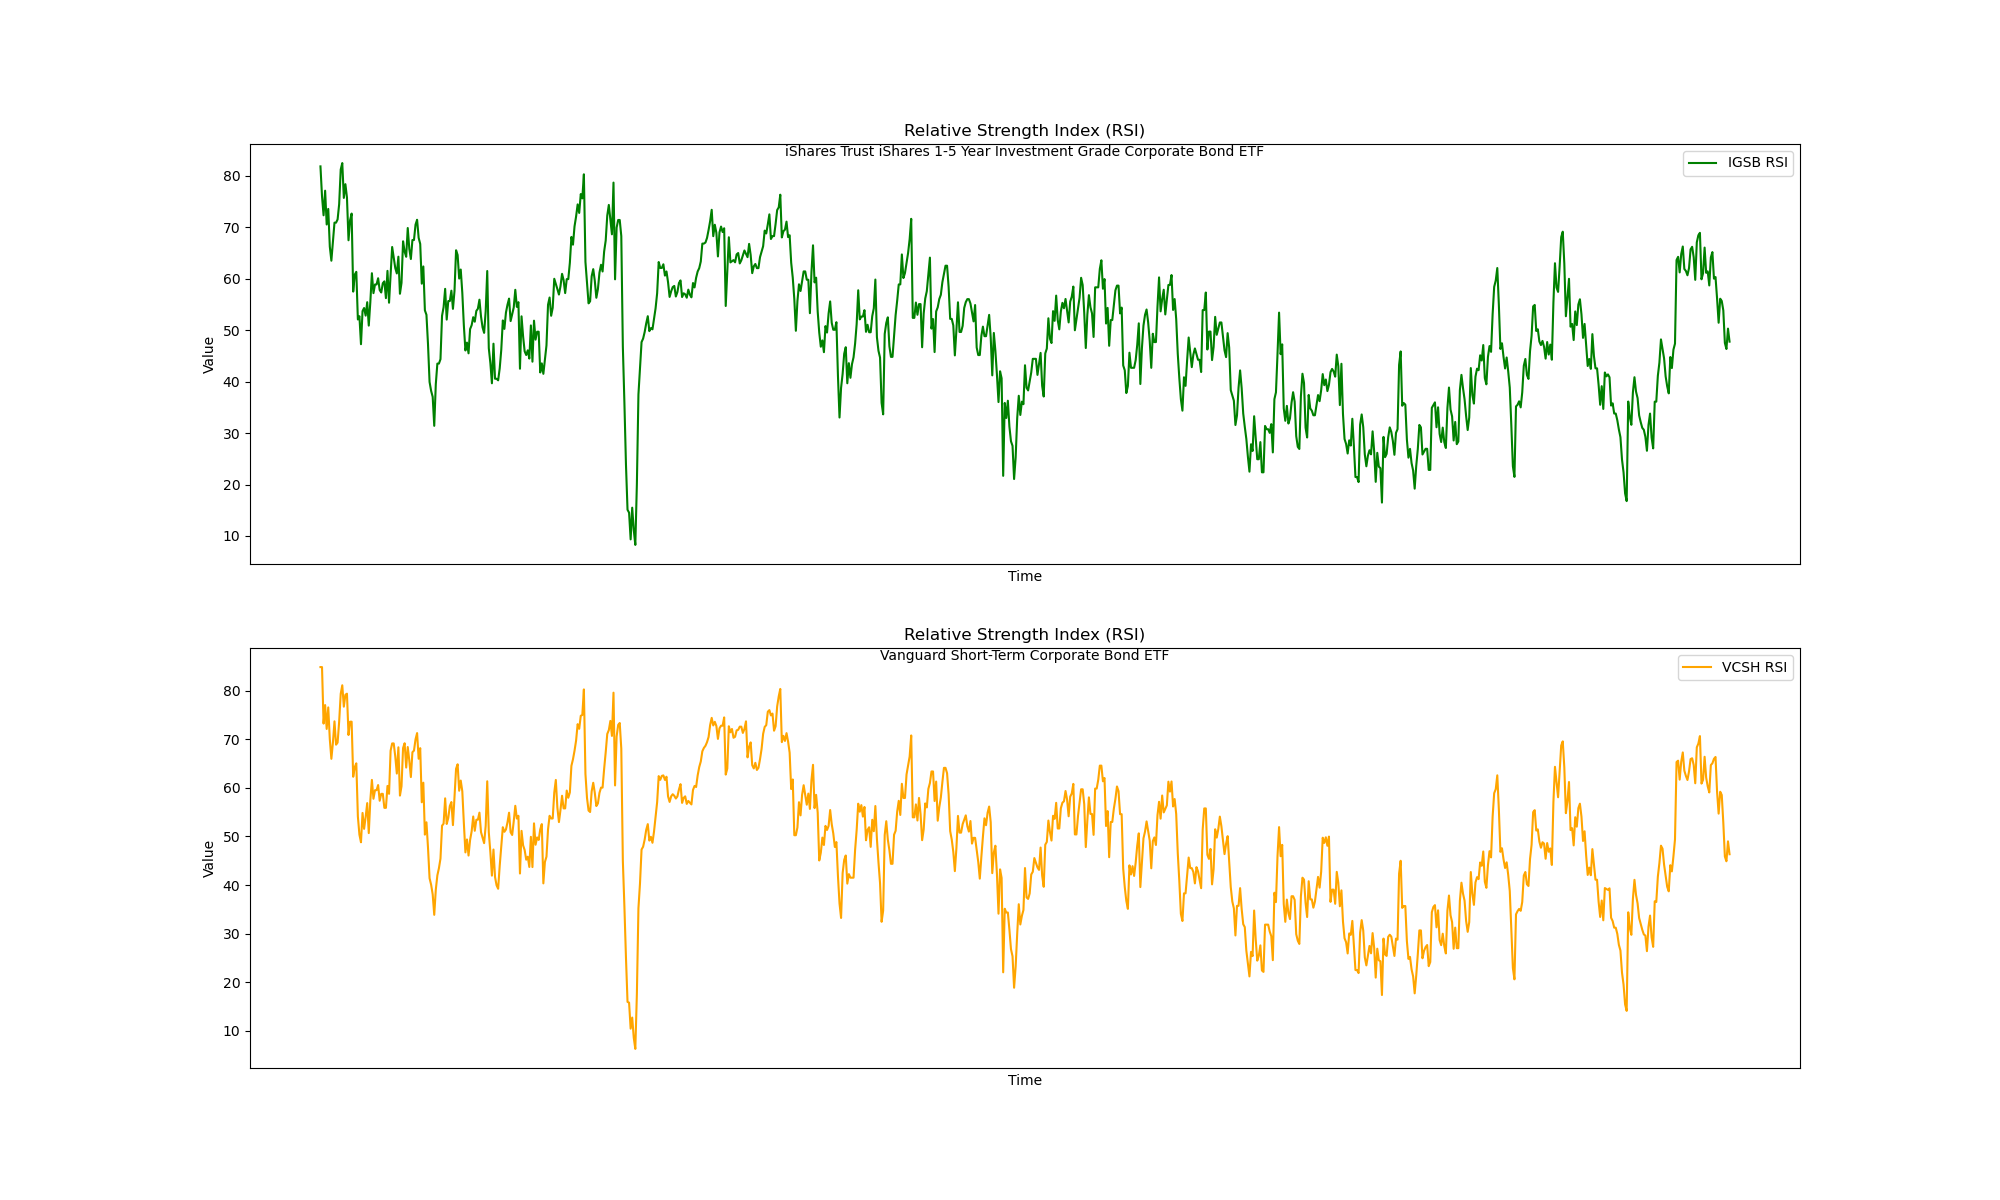 Relative Strength Index (RSI)
iShares Trust iShares 1-5 Year Investment Grade Corporate Bond ETF
IGSB RSI
80
70
60
50
40
30
20
10
Value
Time
Relative Strength Index (RSI)
Vanguard Short-Term Corporate Bond ETF
VCSH RSI
80
70
60
50
40
30
20
10
Value
Time